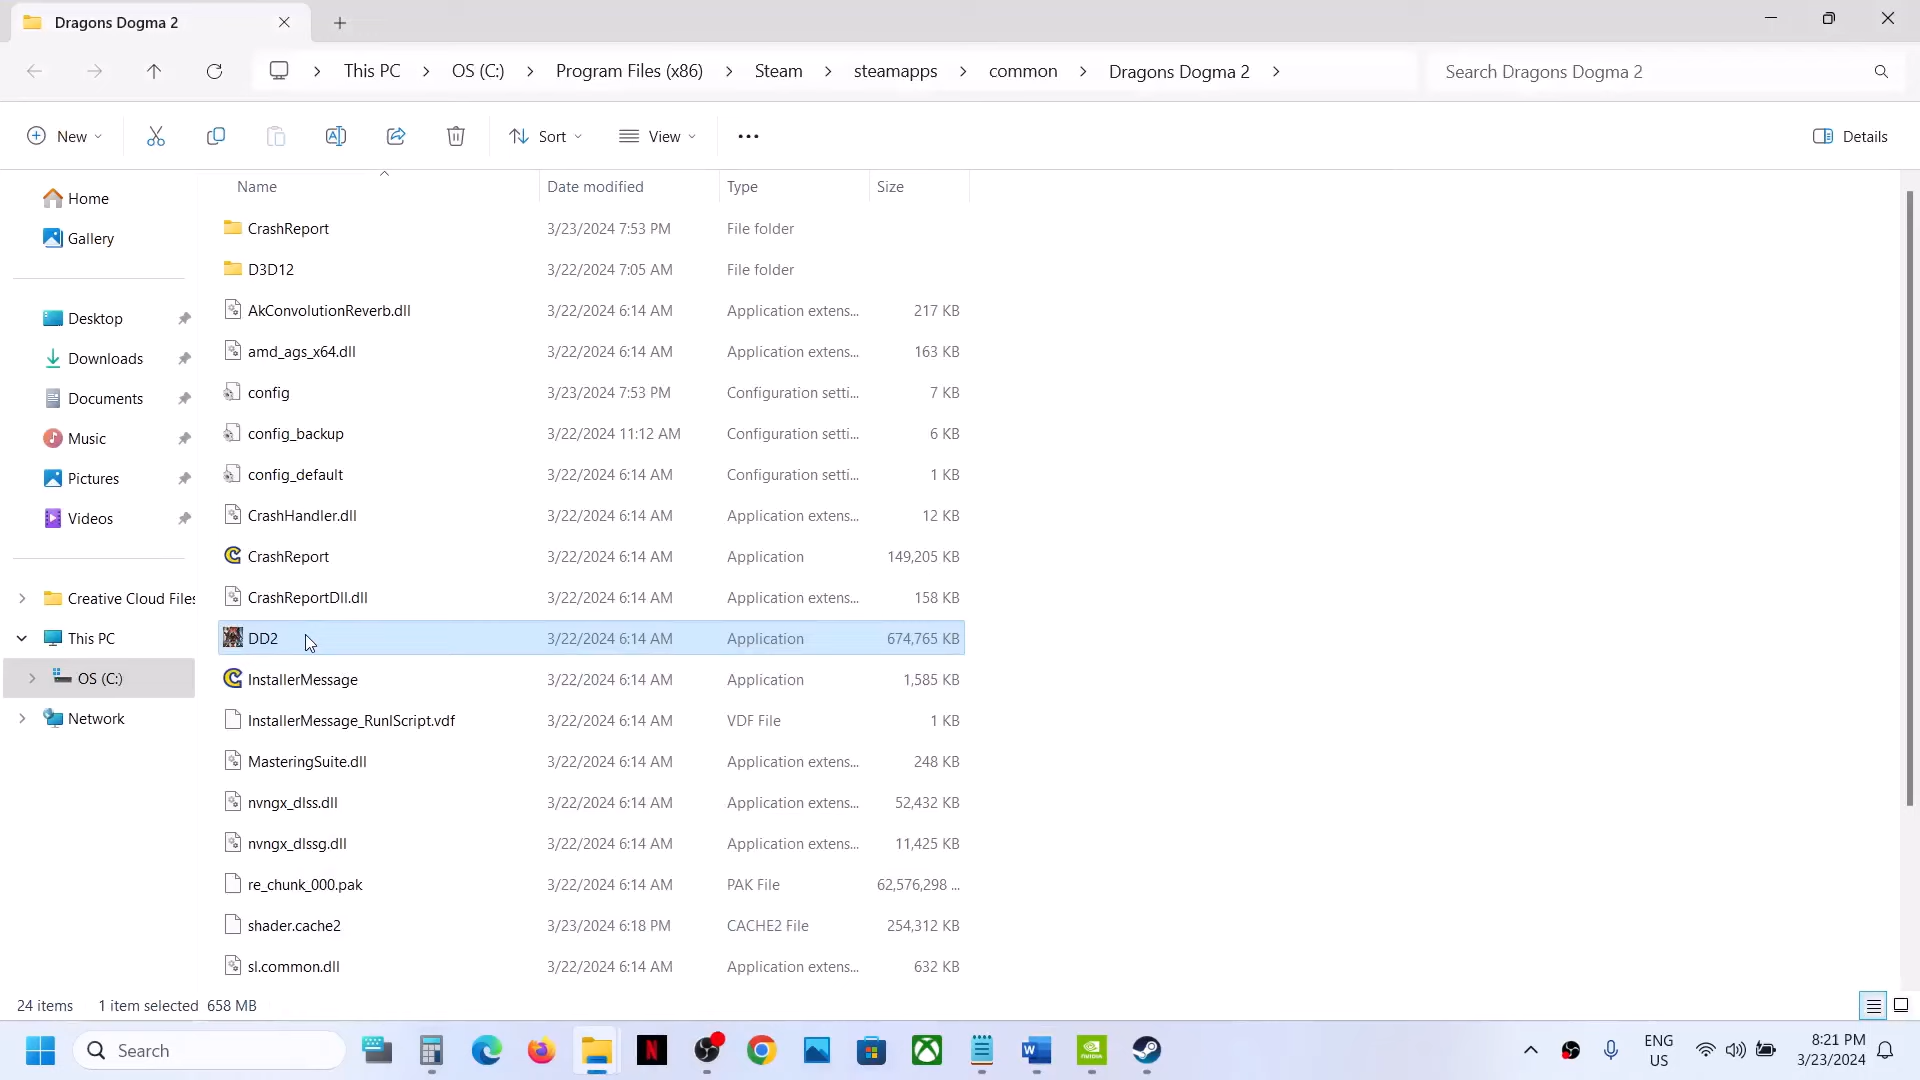 Dragons Dogma 2
This PC > OS (C:) > Program Files (x86) > Steam > steamapps > common > Dragons Dogma 2 >
Search Dragons Dogma 2
New
Sort
View
Details
Name Date modified Type Size
CrashReport 3/23/2024 7:53 PM File folder
D3D12 3/22/2024 7:05 AM File folder
AkConvolutionReverb.dll 3/22/2024 6:14 AM Application extens... 217 KB
amd_ags_x64.dll 3/22/2024 6:14 AM Application extens... 163 KB
config 3/23/2024 7:53 PM Configuration setti... 7 KB
config_backup 3/22/2024 11:12 AM Configuration setti... 6 KB
config_default 3/22/2024 6:14 AM Configuration setti... 1 KB
CrashHandler.dll 3/22/2024 6:14 AM Application extens... 12 KB
CrashReport 3/22/2024 6:14 AM Application 149,205 KB
CrashReportDll.dll 3/22/2024 6:14 AM Application extens... 158 KB
DD2 3/22/2024 6:14 AM Application 674,765 KB
InstallerMessage 3/22/2024 6:14 AM Application 1,585 KB
InstallerMessage_RunIScript.vdf 3/22/2024 6:14 AM VDF File 1 KB
MasteringSuite.dll 3/22/2024 6:14 AM Application extens... 248 KB
nvngx_dlss.dll 3/22/2024 6:14 AM Application extens... 52,432 KB
nvngx_dlssg.dll 3/22/2024 6:14 AM Application extens... 11,425 KB
re_chunk_000.pak 3/22/2024 6:14 AM PAK File 62,576,298 ...
shader.cache2 3/23/2024 6:18 PM CACHE2 File 254,312 KB
sl.common.dll 3/22/2024 6:14 AM Application extens... 632 KB
Home
Gallery
Desktop
Downloads
Documents
Music
Pictures
Videos
Creative Cloud Files
This PC
OS (C:)
Network
24 items 1 item selected 658 MB
Search
ENG
US
8:21 PM
3/23/2024